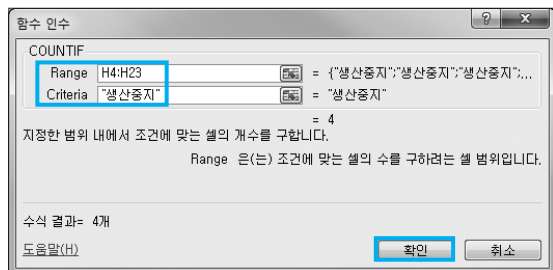 함수 인수
COUNTIF
Range H4:H23 = {"생산중지";"생산중지";"생산중지";...
Criteria "생산중지" = "생산중지"
= 4
지정한 범위 내에서 조건에 맞는 셀의 개수를 구합니다.
Range 은(는) 조건에 맞는 셀의 수를 구하려는 셀 범위입니다.
수식 결과= 4개
도움말(H) 확인 취소